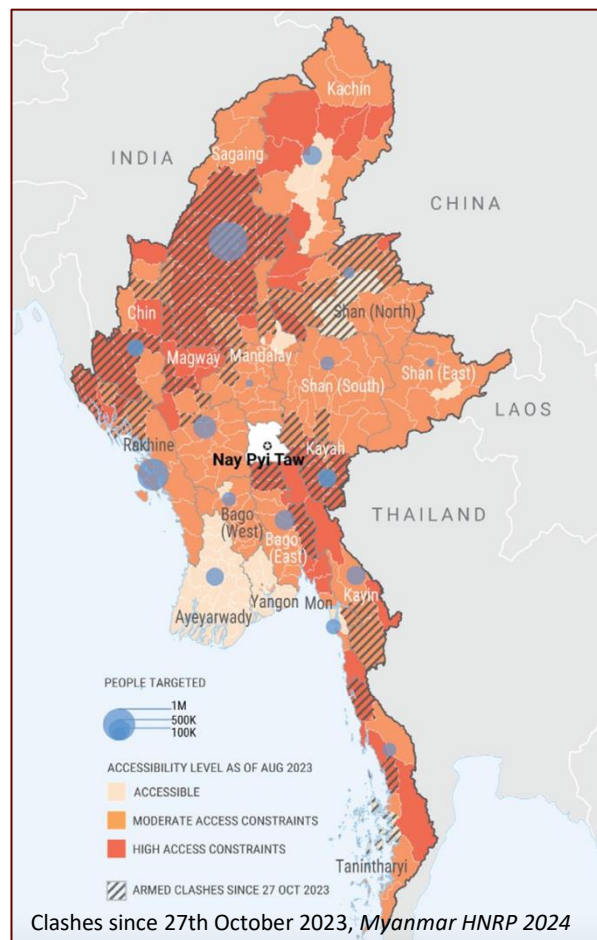 Kachin
INDIA
Sagaing
CHINA
Shan (North)
Chin
Magway
Mandalay
Shan (South)
Shan (East)
LAOS
Rakhine
Nay Pyi Taw
Kayah
THAILAND
Bago
(West)
Bago
(East)
Ayeyarwady
Yangon
Mon
Kayin
PEOPLE TARGETED
1M
500K
100K
ACCESSIBILITY LEVEL AS OF AUG 2023
ACCESSIBLE
MODERATE ACCESS CONSTRAINTS
HIGH ACCESS CONSTRAINTS
Tanintharyi
ARMED CLASHES SINCE 27 OCT 2023
Clashes since 27th October 2023, Myanmar HNRP 2024